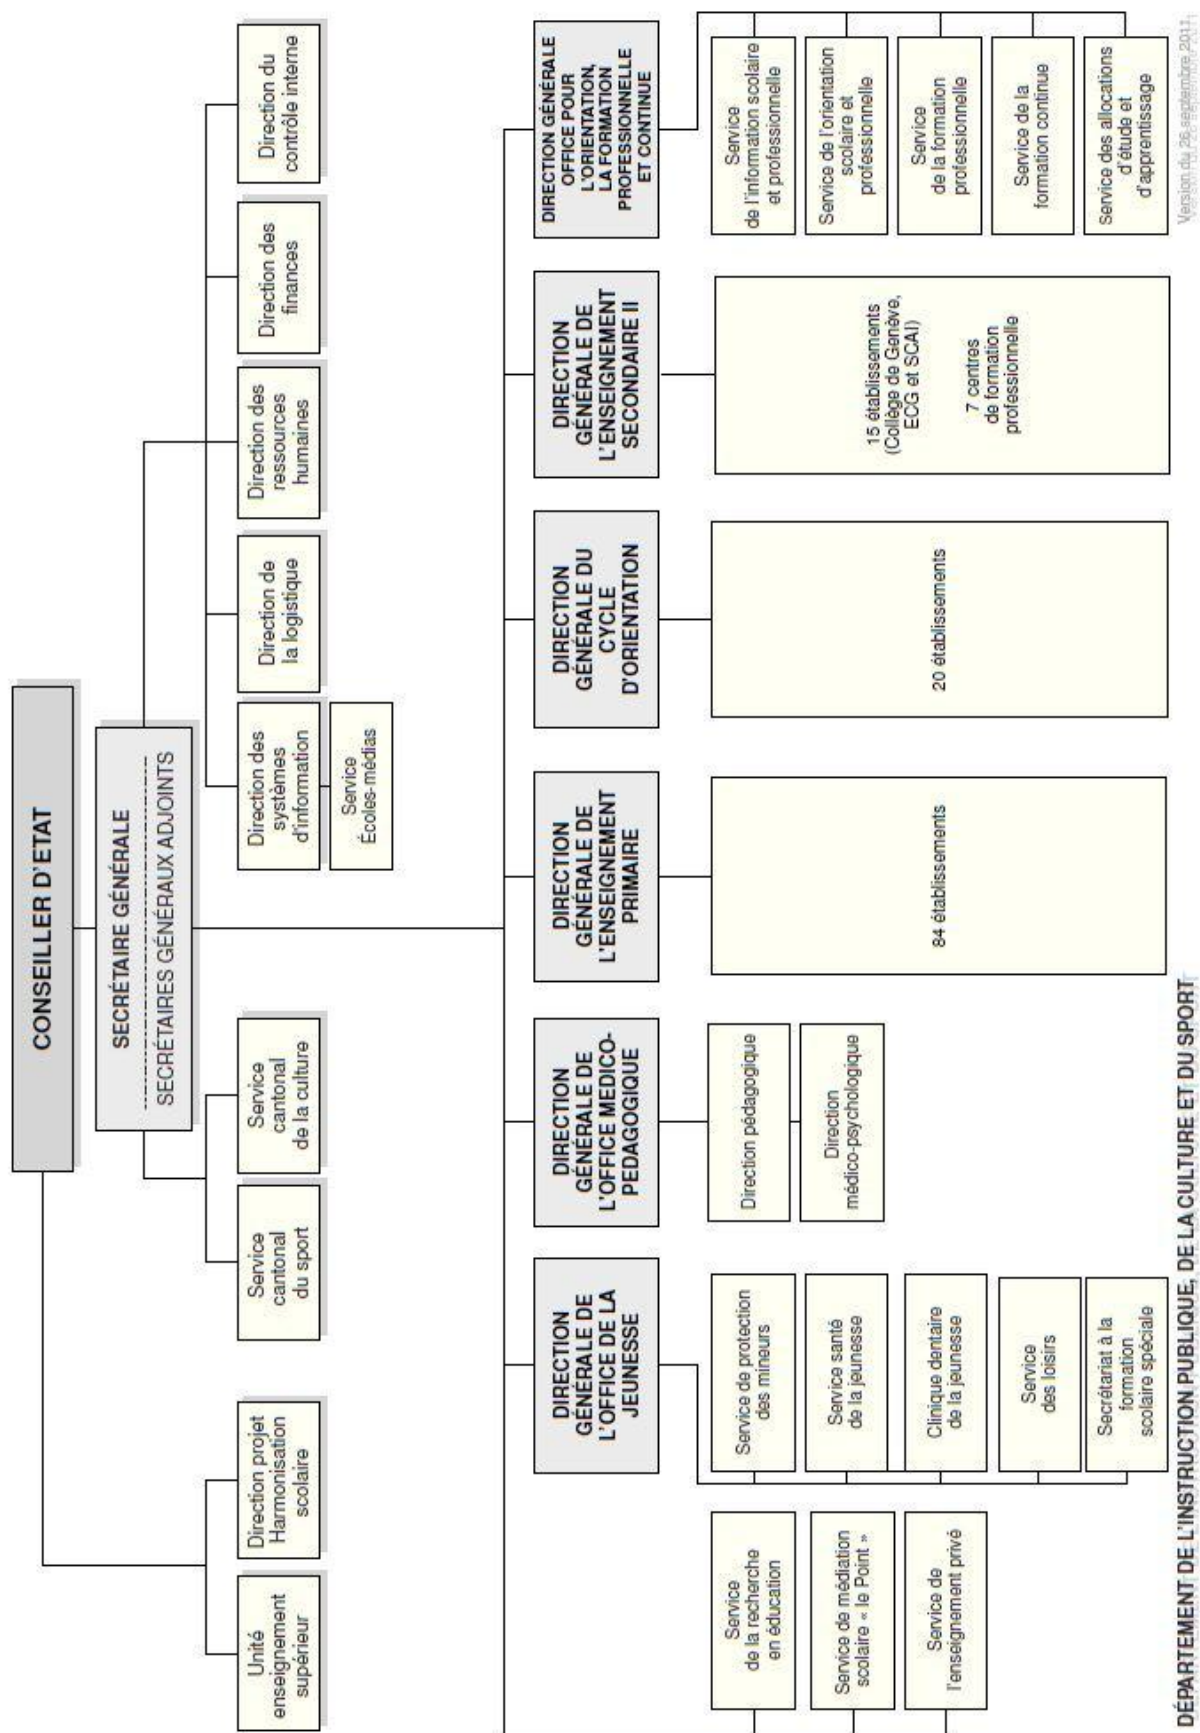 CONSEILLER D'ETAT
SECRÉTAIRE GÉNÉRALE
SECRÉTAIRES GÉNÉRAUX ADJOINTS
Unité
enseignement
supérieur
Direction projet
Harmonisation
scolaire
Service
cantonal
du sport
Service
cantonal
de la culture
Direction des
systèmes
d'information
Service
Écoles-médias
Direction de
la logistique
Direction des
ressources
humaines
Direction des
finances
Direction du
contrôle interne
DIRECTION
GÉNÉRALE DE
L'OFFICE DE LA
JEUNESSE
DIRECTION
GÉNÉRALE DE
L'OFFICE MEDICO-
PEDAGOGIQUE
DIRECTION
GÉNÉRALE DE
L'ENSEIGNEMENT
PRIMAIRE
DIRECTION
GÉNÉRALE DU
CYCLE
D'ORIENTATION
DIRECTION
GÉNÉRALE DE
L'ENSEIGNEMENT
SECONDAIRE II
DIRECTION GÉNÉRALE
OFFICE POUR
L'ORIENTATION,
LA FORMATION
PROFESSIONNELLE
ET CONTINUE
Service
de la recherche
en éducation
Service de médiation
scolaire « le Point »
Service de
l'enseignement privé
Service de protection
des mineurs
Service santé
de la jeunesse
Clinique dentaire
de la jeunesse
Service
des loisirs
Secrétariat à la
formation
scolaire spéciale
Direction pédagogique
Direction
médico-psychologique
84 établissements
20 établissements
15 établissements
(Collège de Genève,
ECG et SCAI)
7 centres
de formation
professionnelle
Service
de l'information scolaire
et professionnelle
Service de l'orientation
scolaire et
professionnelle
Service
de la formation
professionnelle
Service de la
formation continue
Service des allocations
d'étude et
d'apprentissage
DÉPARTEMENT DE L'INSTRUCTION PUBLIQUE, DE LA CULTURE ET DU SPORT
Version du 26 septembre 2011